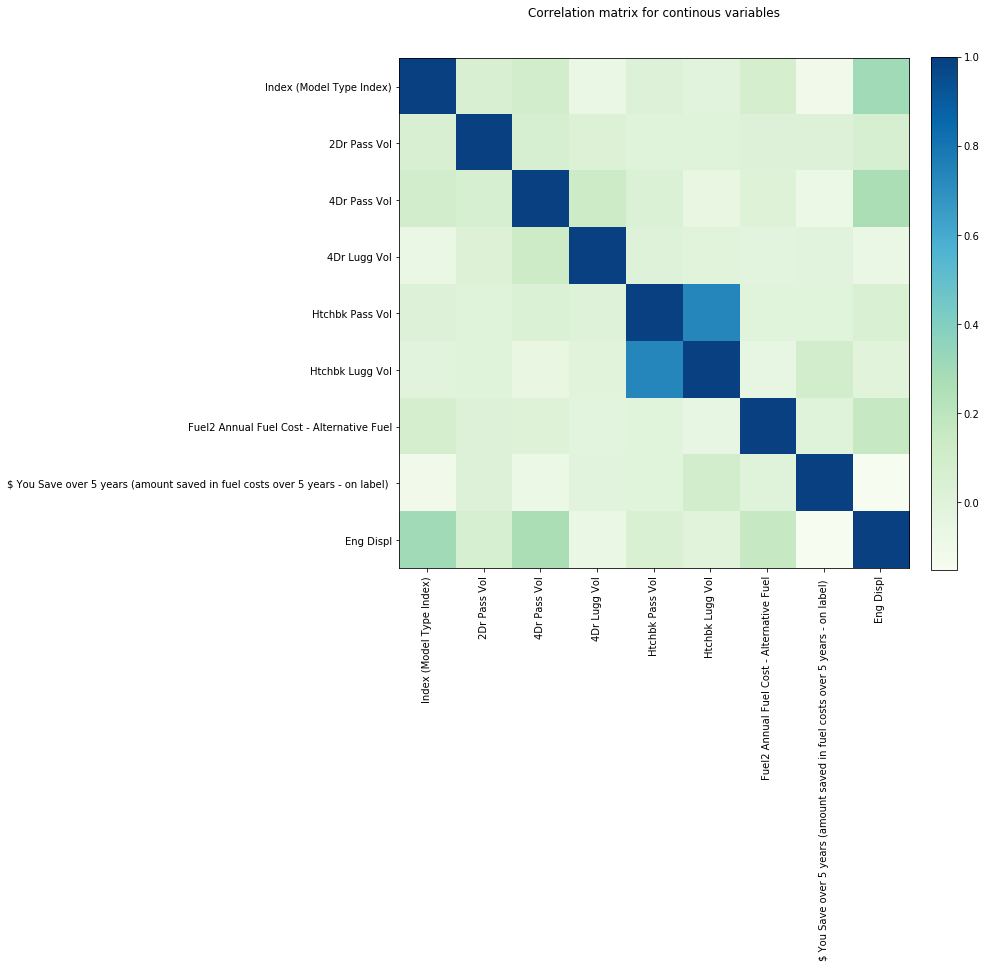 Correlation matrix for continous variables
Index (Model Type Index)
2Dr Pass Vol
4Dr Pass Vol
4Dr Lugg Vol
Htchbk Pass Vol
Htchbk Lugg Vol
Fuel2 Annual Fuel Cost - Alternative Fuel
$ You Save over 5 years (amount saved in fuel costs over 5 years - on label)
Eng Displ
1.0
0.8
0.6
0.4
0.2
0.0
Index (Model Type Index)
2Dr Pass Vol
4Dr Pass Vol
4Dr Lugg Vol
Htchbk Pass Vol
Htchbk Lugg Vol
Fuel2 Annual Fuel Cost - Alternative Fuel
$ You Save over 5 years (amount saved in fuel costs over 5 years - on label)
Eng Displ